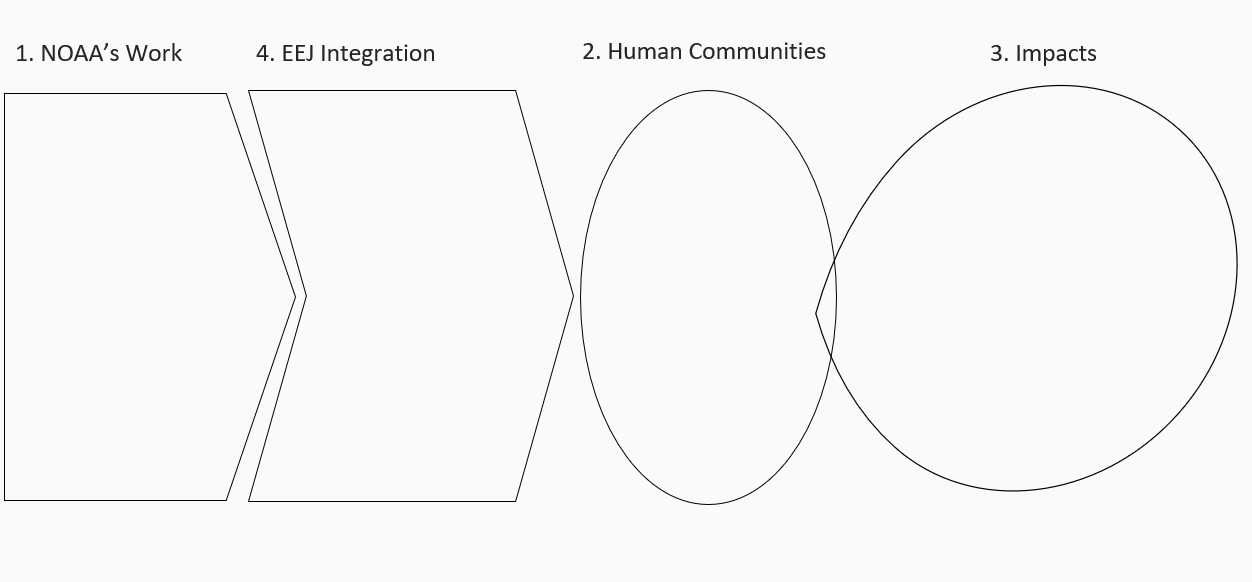 1. NOAA’s Work
4. EEJ Integration
2. Human Communities
3. Impacts